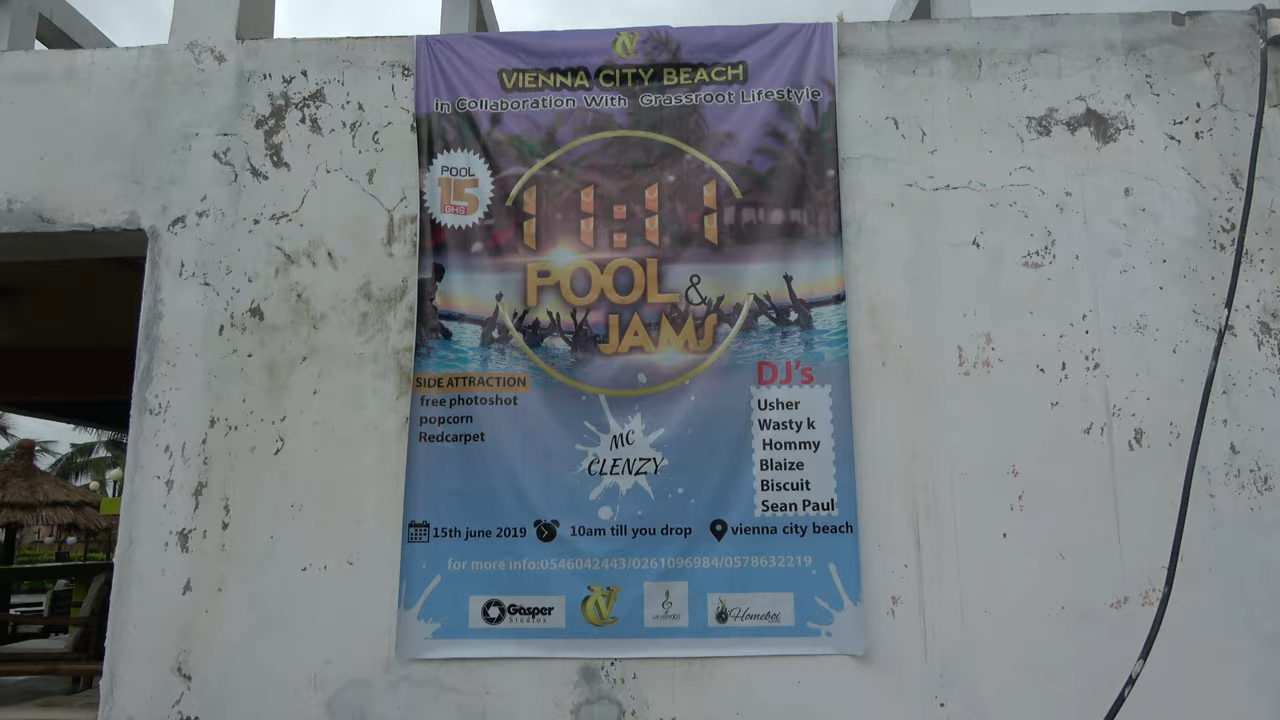 VIENNA CITY BEACH
in Collaboration With Grassroot Lifestyle
POOL
15
GHS
11:11
POOL &
JAMS
SIDE ATTRACTION
free photoshot
popcorn
Redcarpet
MC
CLENZY
DJ's
Usher
Wasty k
Hommy
Blaize
Biscuit
Sean Paul
15th june 2019 10am till you drop vienna city beach
for more info:0546042443/0261096984/0578632219
Gasper
Studios
Homeboi